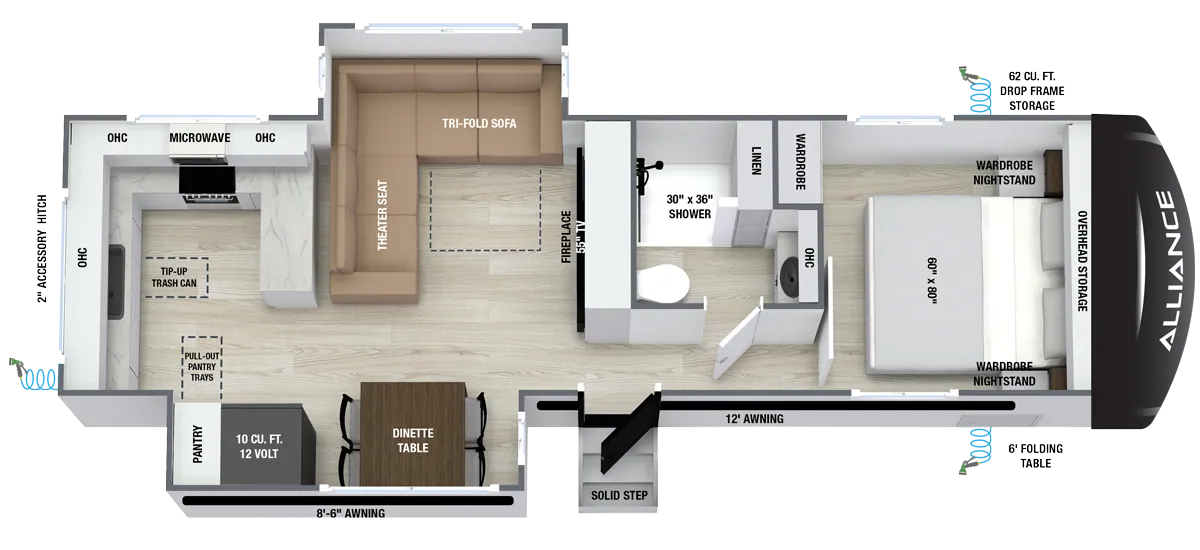 62 CU. FT.
DROP FRAME
STORAGE
OHC
MICROWAVE
OHC
TRI-FOLD SOFA
THEATER SEAT
2" ACCESSORY HITCH
OHC
TIP-UP
TRASH CAN
PULL-OUT
PANTRY
TRAYS
PANTRY
10 CU. FT.
12 VOLT
DINETTE
TABLE
8'-6" AWNING
FIREPLACE
55" TV
30" x 36"
SHOWER
LINEN
WARDROBE
OHC
WARDROBE
NIGHTSTAND
60" x 80"
OVERHEAD STORAGE
WARDROBE
NIGHTSTAND
ALLIANCE
12' AWNING
SOLID STEP
6' FOLDING
TABLE